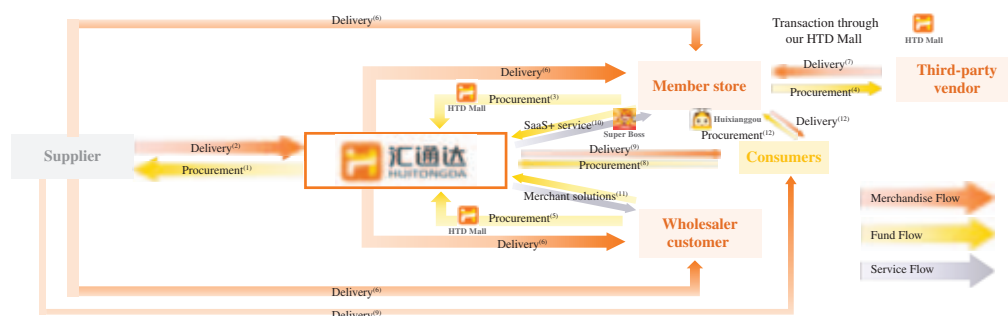 Delivery(6)
Transaction through
our HTD Mall
HTD Mall
Delivery(6)
Member store
Delivery(7)
Procurement(4)
Third-party
vendor
HTD Mall
Procurement(3)
SaaS+ service(10)
Super Boss
Huixianggou
Procurement(12)
Delivery(12)
Supplier
Delivery(2)
Procurement(1)
汇通达
HUITONGDA
Delivery(9)
Procurement(8)
Consumers
Merchant solutions(11)
HTD Mall
Procurement(5)
Delivery(6)
Wholesaler
customer
Merchandise Flow
Fund Flow
Service Flow
Delivery(6)
Delivery(9)